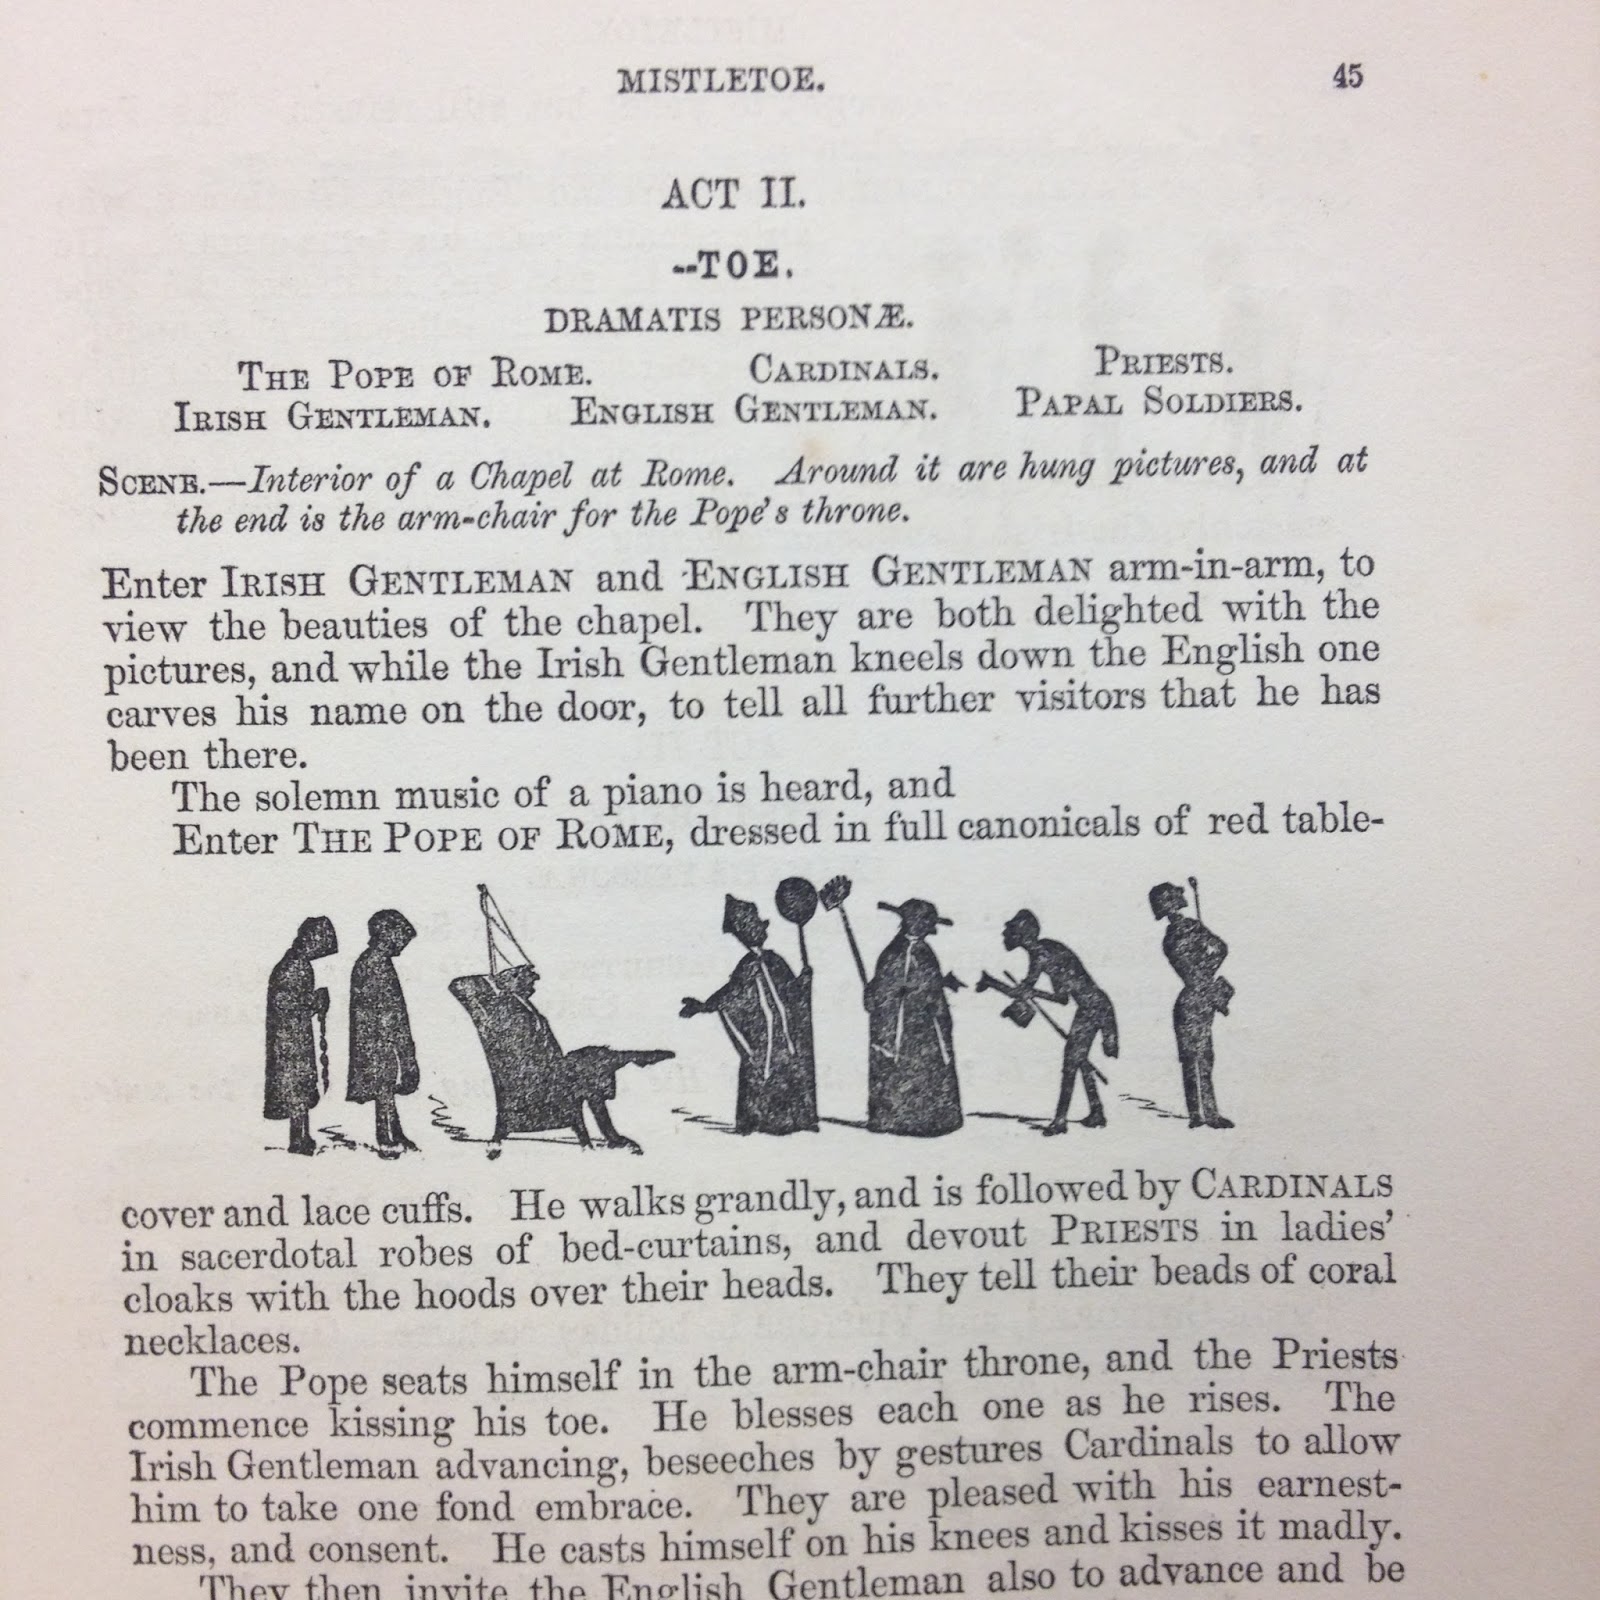 MISTLETOE. 45
ACT II.
--TOE.
DRAMATIS PERSONÆ.
THE POPE OF ROME. CARDINALS. PRIESTS.
IRISH GENTLEMAN. ENGLISH GENTLEMAN. PAPAL SOLDIERS.
SCENE.—Interior of a Chapel at Rome. Around it are hung pictures, and at
the end is the arm-chair for the Pope's throne.
Enter IRISH GENTLEMAN and ENGLISH GENTLEMAN arm-in-arm, to
view the beauties of the chapel. They are both delighted with the
pictures, and while the Irish Gentleman kneels down the English one
carves his name on the door, to tell all further visitors that he has
been there.
The solemn music of a piano is heard, and
Enter THE POPE OF ROME, dressed in full canonicals of red table-
cover and lace cuffs. He walks grandly, and is followed by CARDINALS
in sacerdotal robes of bed-curtains, and devout PRIESTS in ladies'
cloaks with the hoods over their heads. They tell their beads of coral
necklaces.
The Pope seats himself in the arm-chair throne, and the Priests
commence kissing his toe. He blesses each one as he rises. The
Irish Gentleman advancing, beseeches by gestures Cardinals to allow
him to take one fond embrace. They are pleased with his earnest-
ness, and consent. He casts himself on his knees and kisses it madly.
They then invite the English Gentleman also to advance and be